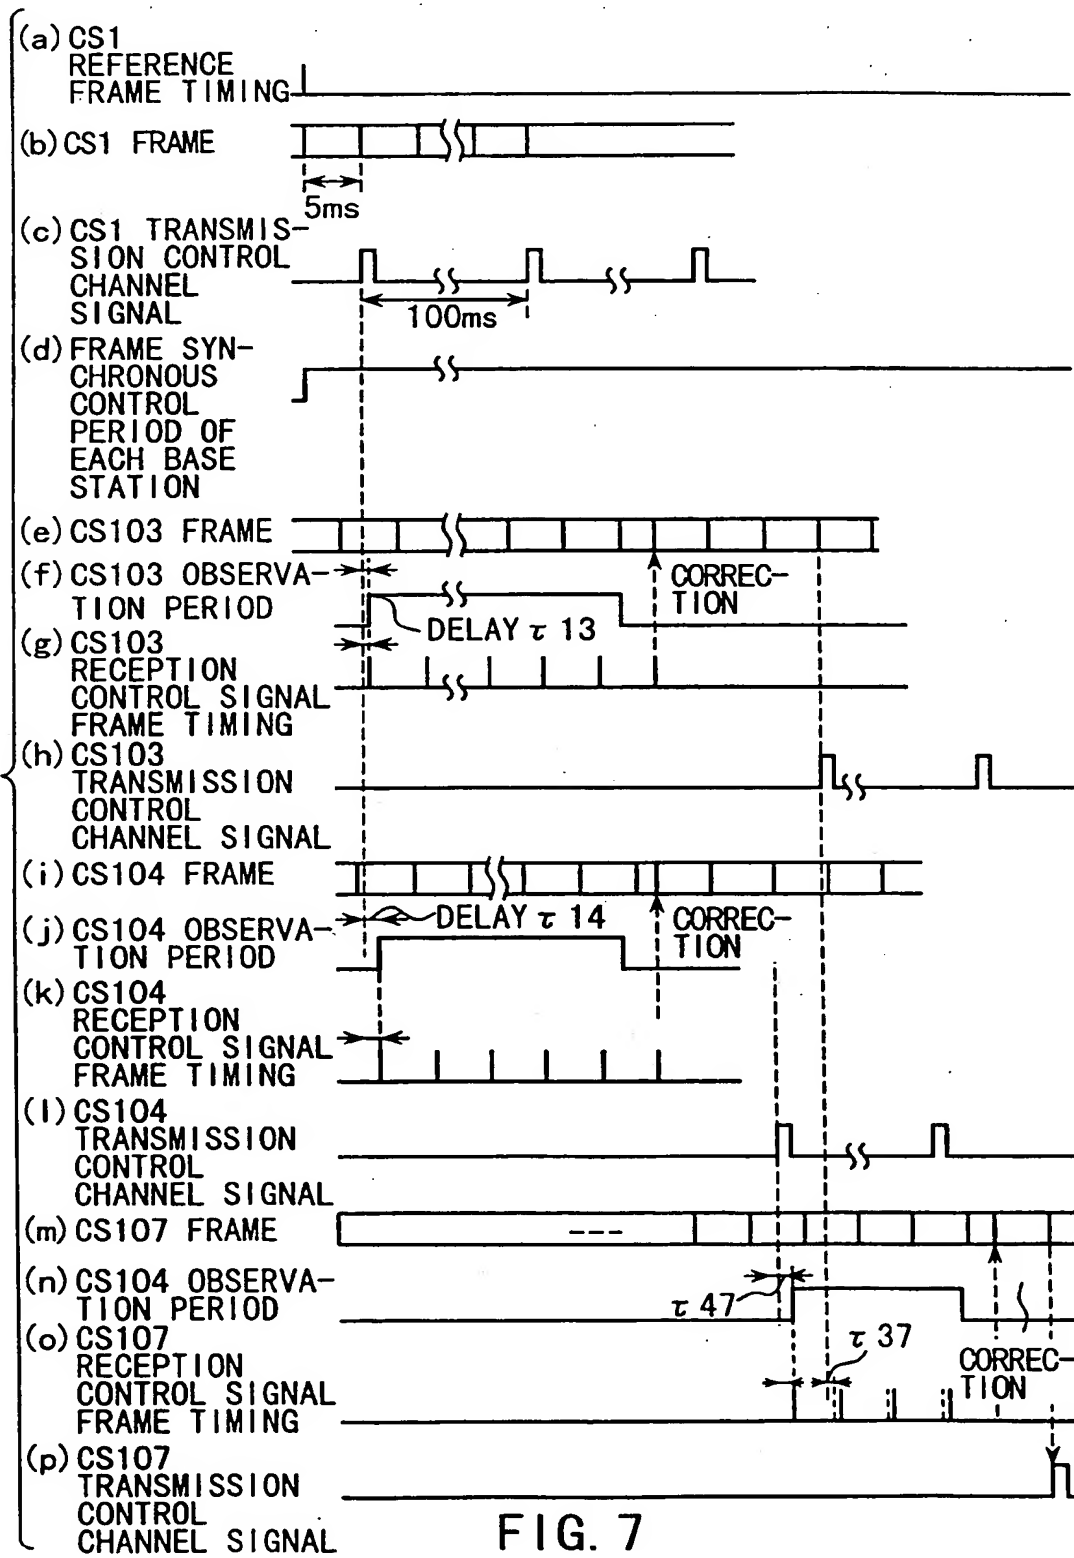 (a) CS1
REFERENCE
FRAME TIMING
(b) CS1 FRAME
5ms
(c) CS1 TRANSMIS-
SION CONTROL
CHANNEL
SIGNAL
100ms
(d) FRAME SYN-
CHRONOUS
CONTROL
PERIOD OF
EACH BASE
STATION
(e) CS103 FRAME
CORREC-
TION
(f) CS103 OBSERVA-
TION PERIOD
DELAY τ 13
(g) CS103
RECEPTION
CONTROL SIGNAL
FRAME TIMING
(h) CS103
TRANSMISSION
CONTROL
CHANNEL SIGNAL
(i) CS104 FRAME
DELAY τ 14
CORREC-
TION
(j) CS104 OBSERVA-
TION PERIOD
(k) CS104
RECEPTION
CONTROL SIGNAL
FRAME TIMING
(l) CS104
TRANSMISSION
CONTROL
CHANNEL SIGNAL
(m) CS107 FRAME
(n) CS104 OBSERVA-
TION PERIOD
τ 47
(o) CS107
RECEPTION
CONTROL SIGNAL
FRAME TIMING
τ 37
CORREC-
TION
(p) CS107
TRANSMISSION
CONTROL
CHANNEL SIGNAL
FIG. 7